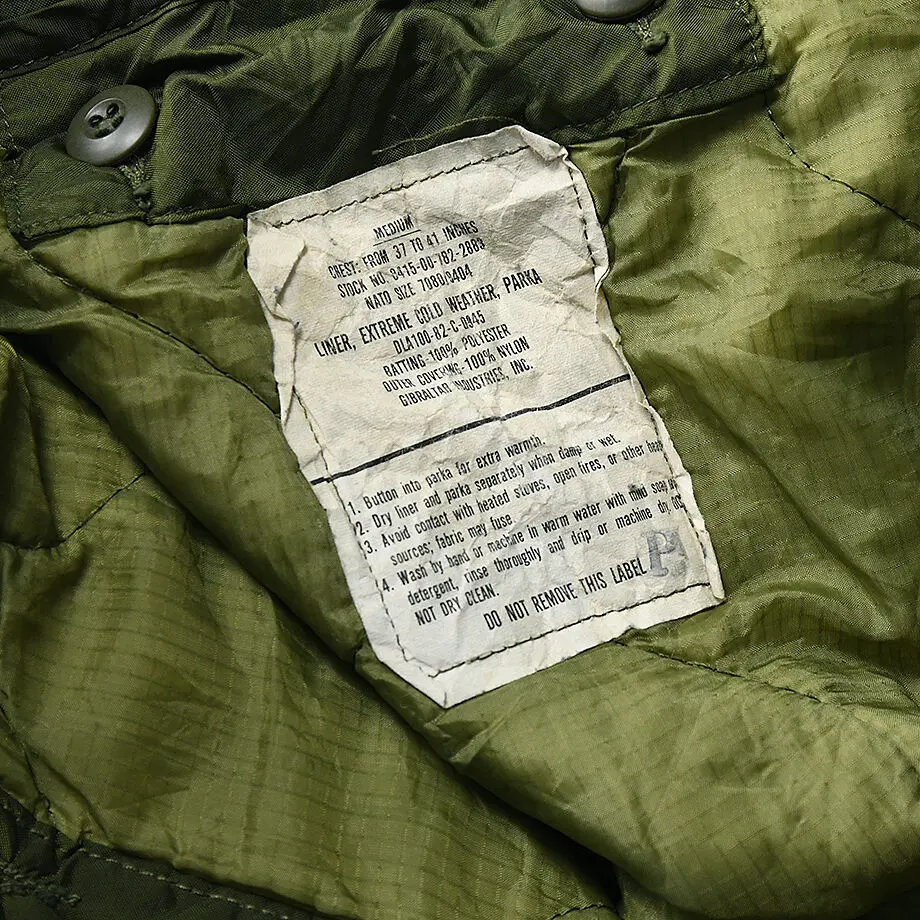 MEDIUM
CHEST: FROM 37 TO 41 INCHES
STOCK NO. 8415-00-782-2883
NATO SIZE 7080/9404
LINER, EXTREME COLD WEATHER, PARKA
DLA100-82-C-0945
BATTING-100% POLYESTER
OUTER COVERING-100% NYLON
GIBRALTAR INDUSTRIES, INC.
1. Button into parka for extra warmth.
2. Dry liner and parka separately when damp or wet.
3. Avoid contact with heated stoves, open fires, or other heat
sources; fabric may fuse.
4. Wash by hand or machine in warm water with mild soap
detergent, rinse thoroughly and drip or machine dry. DO
NOT DRY CLEAN.
DO NOT REMOVE THIS LABEL